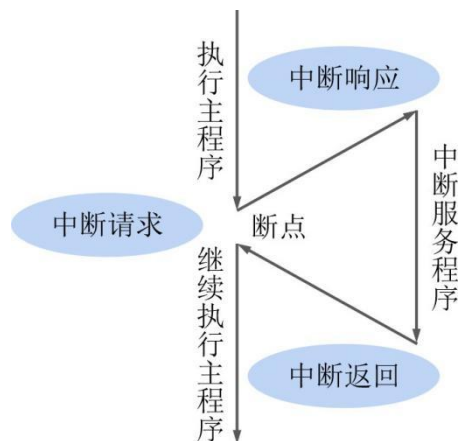 执行主程序
中断响应
中断请求
断点
中断服务程序
继续执行主程序
中断返回